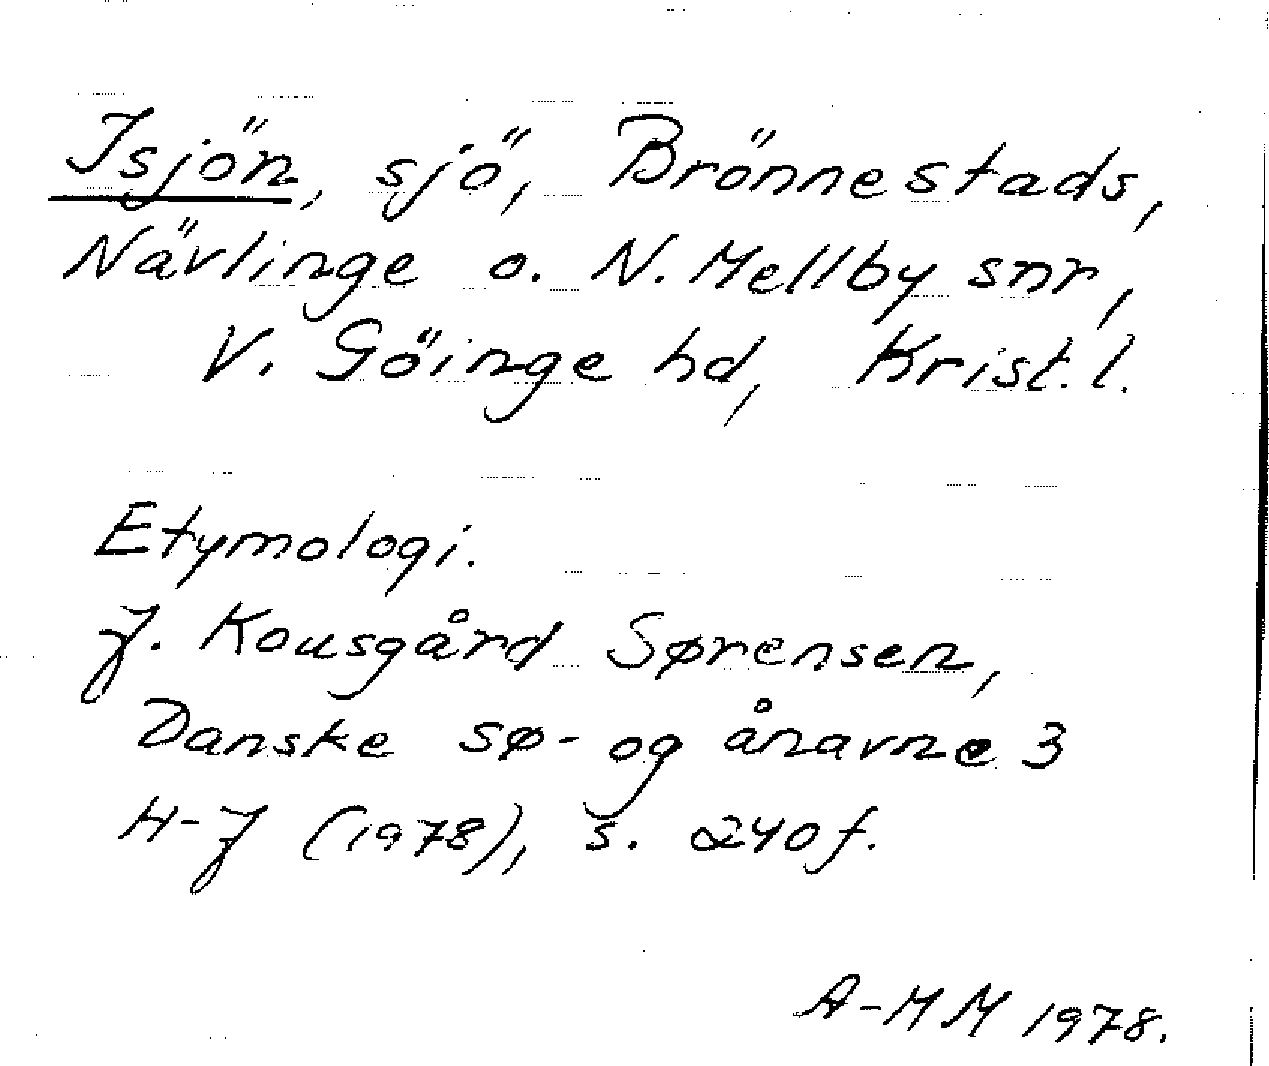 Isjön, sjö, Brönnestads,
Nävlinge o. N. Mellby snr,
V. Göinge hd, Krist. l.
Etymologi.
J. Kousgård Sørensen,
Danske sø- og ånavne 3
H-J (1978), s. 240f.
A-MM 1978.